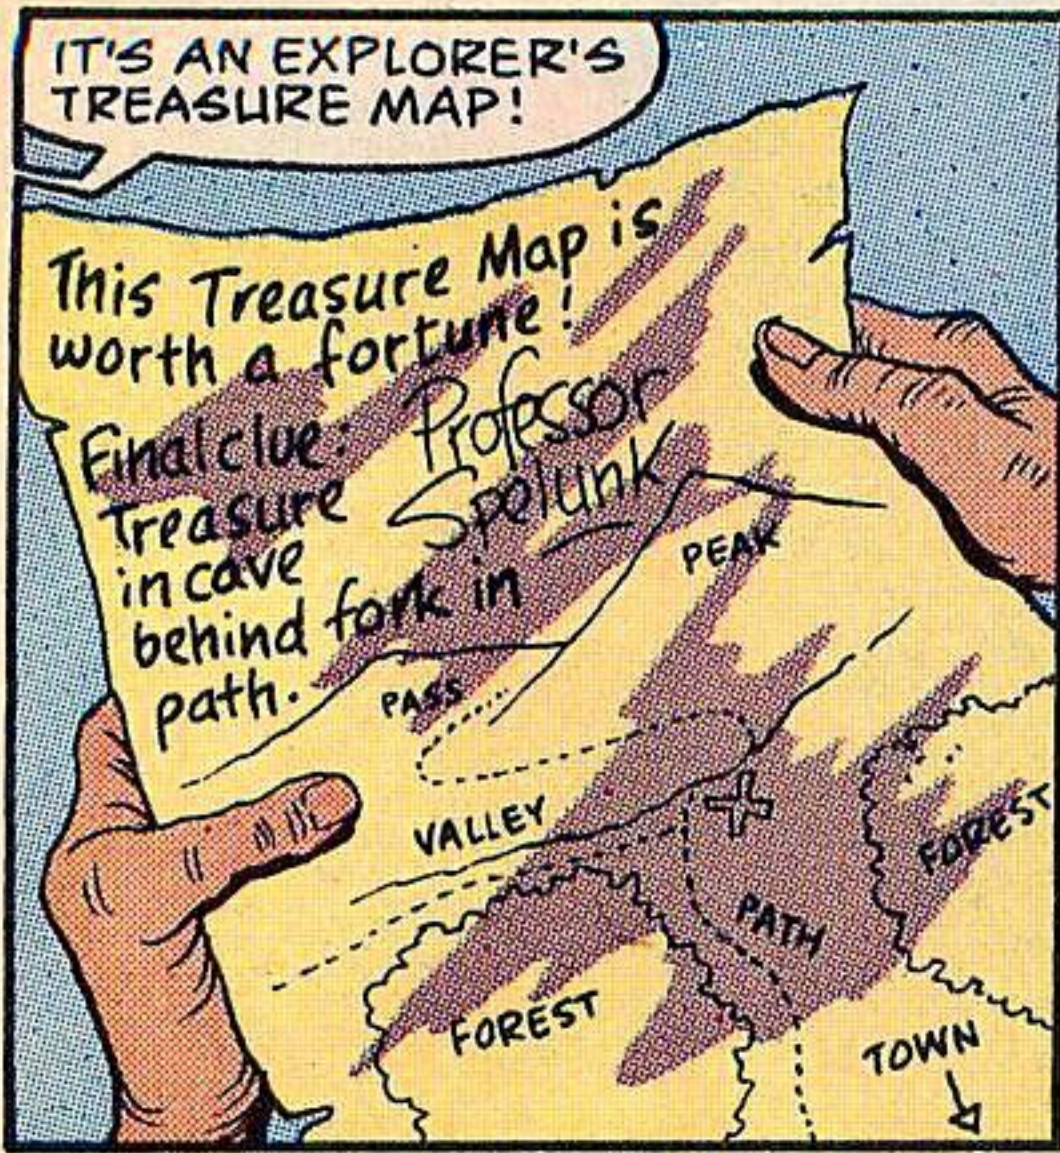 IT'S AN EXPLORER'S
TREASURE MAP!
This Treasure Map is
worth a fortune!
Final clue:
Treasure
in cave
behind fork in
path.
Professor
Spelunk
PEAK
PASS
VALLEY
FOREST
PATH
FOREST
TOWN